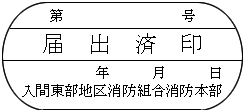 第 号
届出済印
年 月 日
入間東部地区消防組合消防本部